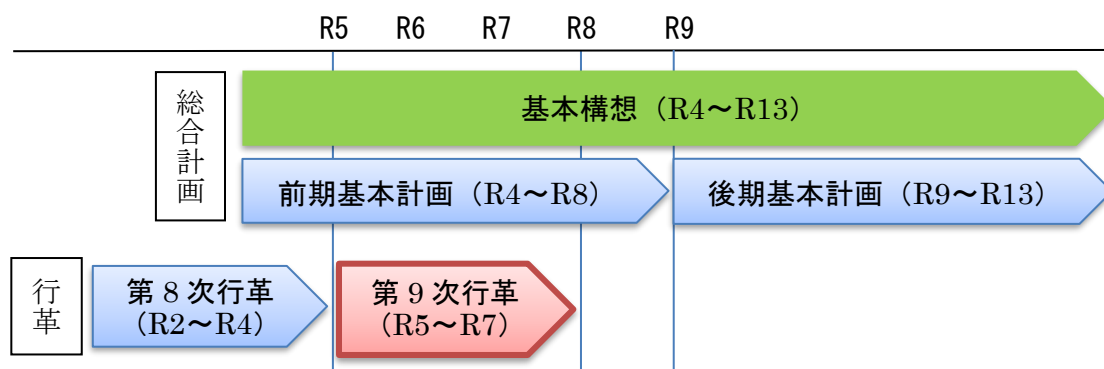 R5 R6 R7 R8 R9
総合計画
基本構想（R4～R13）
前期基本計画（R4～R8）
後期基本計画（R9～R13）
行革
第 8 次行革
（R2～R4）
第 9 次行革
（R5～R7）